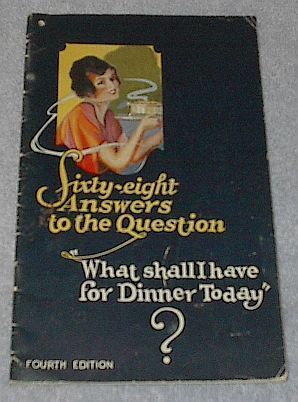 Sixty-eight
Answers
to the Question
"What shall I have
for Dinner Today"
?
FOURTH EDITION